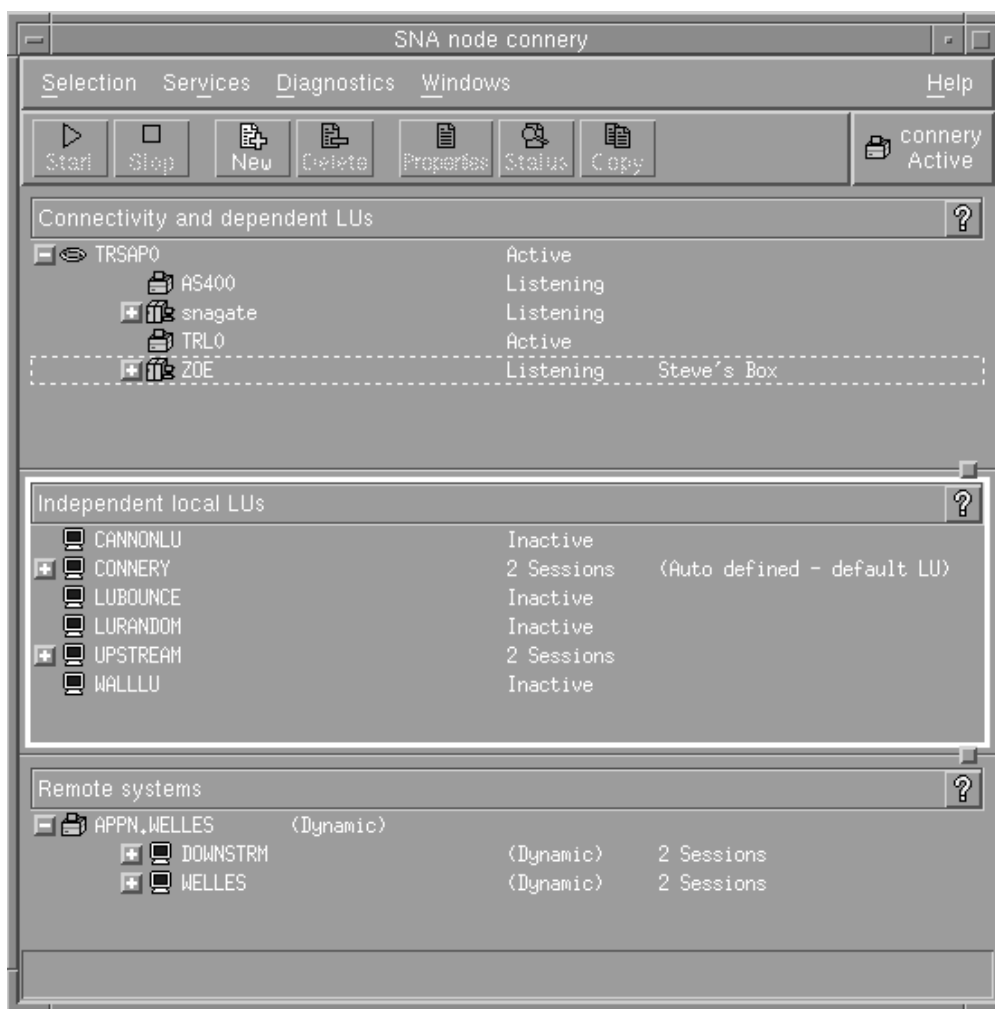 SNA node connery
Selection Services Diagnostics Windows Help
Start Stop New Delete Properties Status Copy connery
Active
Connectivity and dependent LUs ?
TRSAP0 Active
AS400 Listening
snagate Listening
TRL0 Active
ZOE Listening Steve's Box
Independent local LUs ?
CANNONLU Inactive
CONNERY 2 Sessions (Auto defined - default LU)
LUBOUNCE Inactive
LURANDOM Inactive
UPSTREAM 2 Sessions
WALLLU Inactive
Remote systems ?
APPN.WELLES (Dynamic)
DOWNSTRM (Dynamic) 2 Sessions
WELLES (Dynamic) 2 Sessions